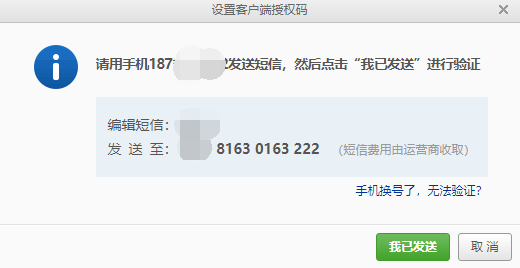 设置客户端授权码
请用手机187 2发送短信，然后点击“我已发送”进行验证
编辑短信：
发 送 至： 8163 0163 222 （短信费用由运营商收取）
手机换号了，无法验证?
我已发送 取 消